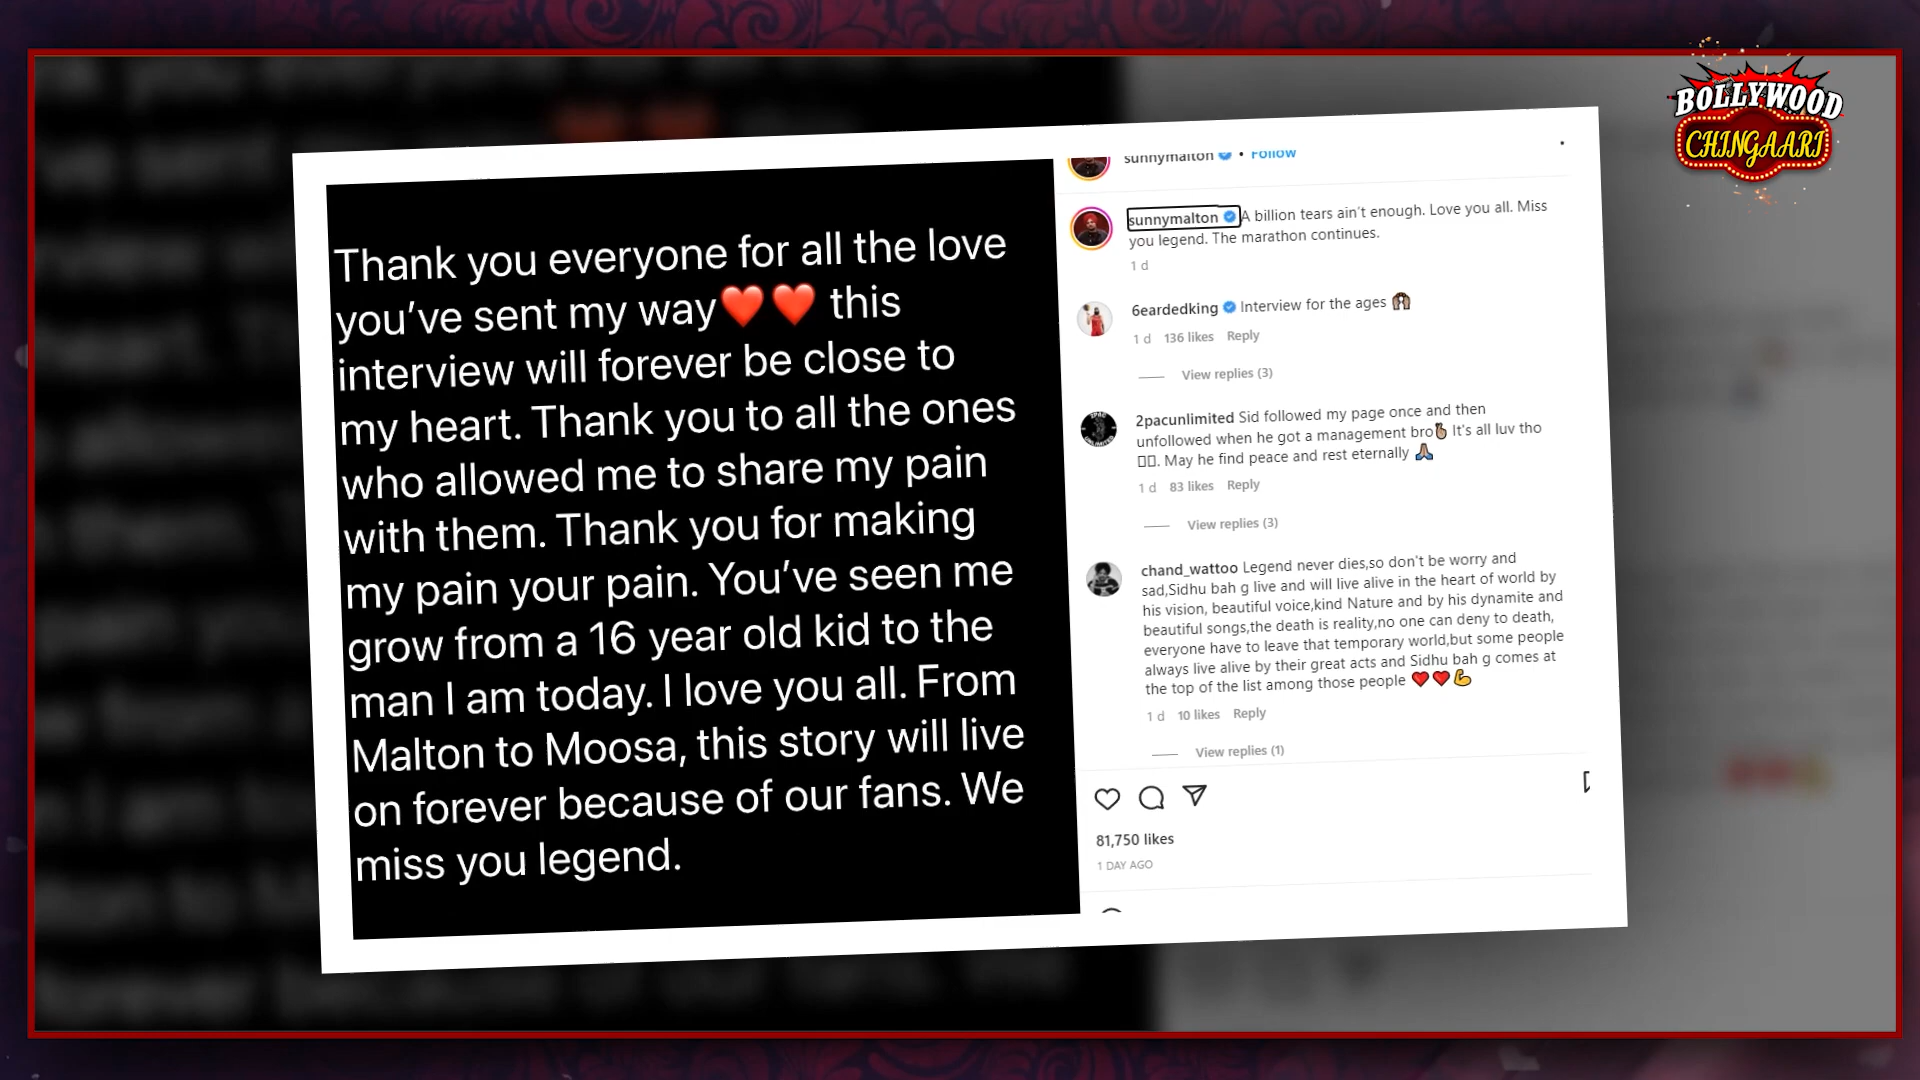 BOLLYWOOD
CHINGAARI
Thank you everyone for all the love
you’ve sent my way❤️❤️ this
interview will forever be close to
my heart. Thank you to all the ones
who allowed me to share my pain
with them. Thank you for making
my pain your pain. You’ve seen me
grow from a 16 year old kid to the
man I am today. I love you all. From
Malton to Moosa, this story will live
on forever because of our fans. We
miss you legend.
sunnymalton • Follow
sunnymalton A billion tears ain’t enough. Love you all. Miss
you legend. The marathon continues.
1 d
6eardedking Interview for the ages
1 d 136 likes Reply
View replies (3)
2pacunlimited Sid followed my page once and then
unfollowed when he got a management bro It's all luv tho
. May he find peace and rest eternally 🙏
1 d 83 likes Reply
View replies (3)
chand_wattoo Legend never dies,so don't be worry and
sad,Sidhu bah g live and will live alive in the heart of world by
his vision, beautiful voice,kind Nature and by his dynamite and
beautiful songs,the death is reality,no one can deny to death,
everyone have to leave that temporary world,but some people
always live alive by their great acts and Sidhu bah g comes at
the top of the list among those people ❤️❤️💪
1 d 10 likes Reply
View replies (1)
81,750 likes
1 DAY AGO